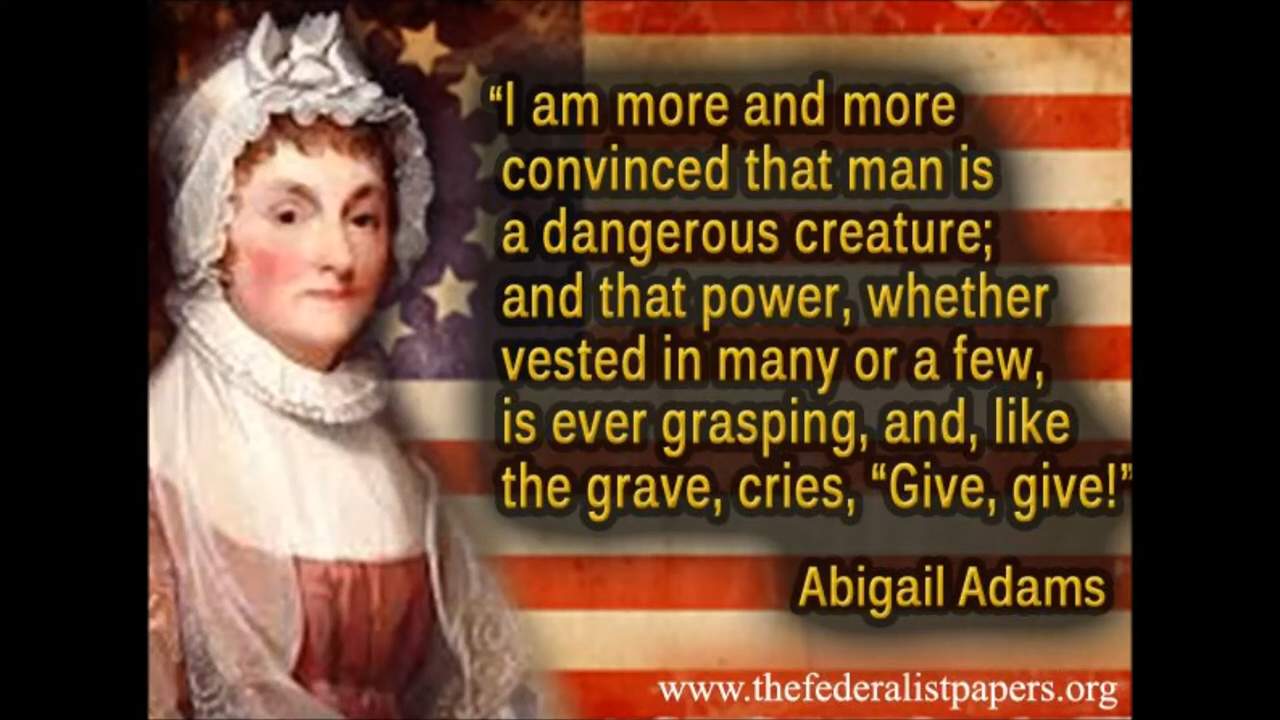 “I am more and more
convinced that man is
a dangerous creature;
and that power, whether
vested in many or a few,
is ever grasping, and, like
the grave, cries, “Give, give!”
Abigail Adams
www.thefederalistpapers.org